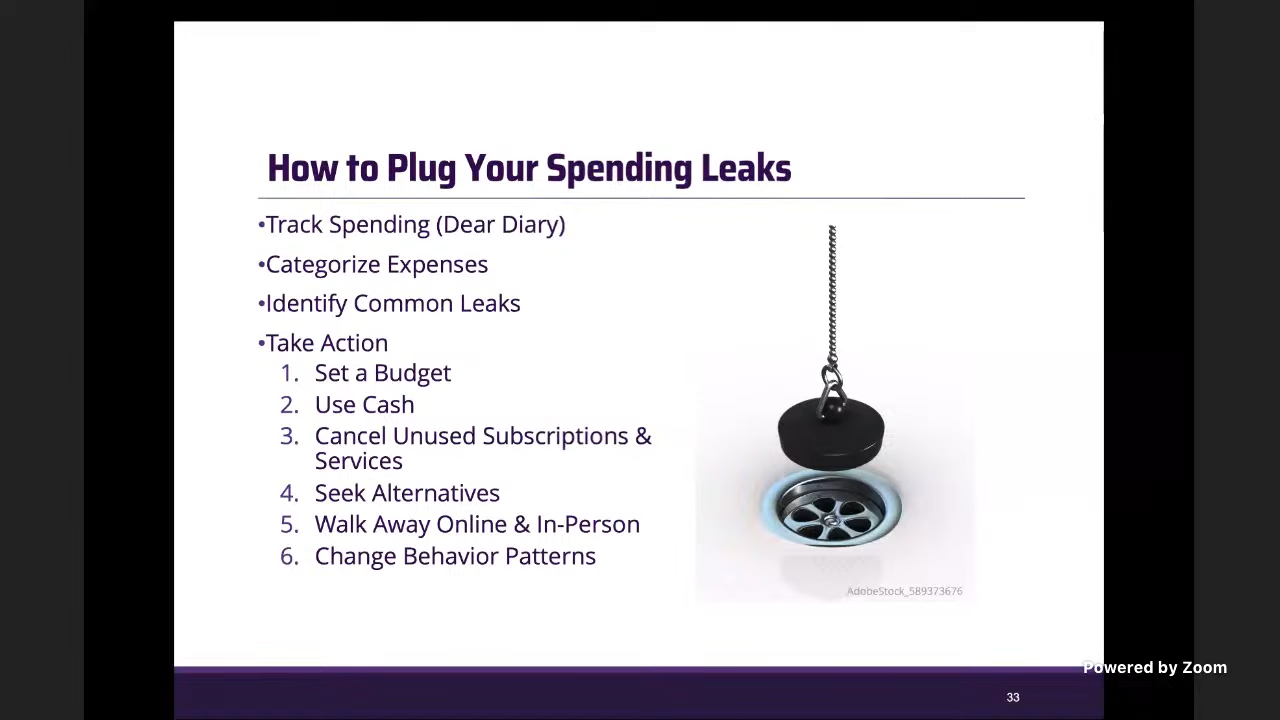 How to Plug Your Spending Leaks
•Track Spending (Dear Diary)
•Categorize Expenses
•Identify Common Leaks
•Take Action
1. Set a Budget
2. Use Cash
3. Cancel Unused Subscriptions &
Services
4. Seek Alternatives
5. Walk Away Online & In-Person
6. Change Behavior Patterns
AdobeStock_589373676
Powered by Zoom
33